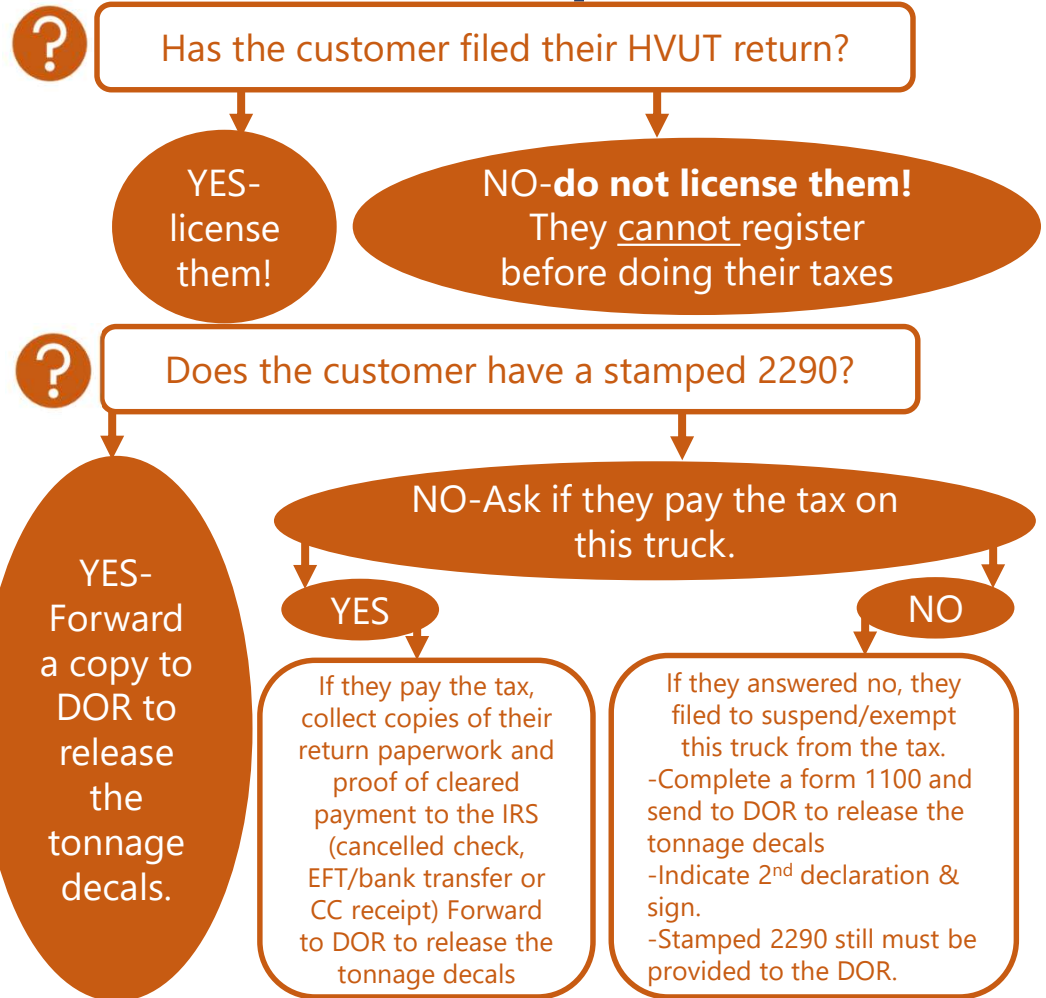 ?
Has the customer filed their HVUT return?
YES-
license
them!
NO-do not license them!
They cannot register
before doing their taxes
?
Does the customer have a stamped 2290?
YES-
Forward
a copy to
DOR to
release
the
tonnage
decals.
NO-Ask if they pay the tax on
this truck.
YES
NO
If they pay the tax,
collect copies of their
return paperwork and
proof of cleared
payment to the IRS
(cancelled check,
EFT/bank transfer or
CC receipt) Forward
to DOR to release the
tonnage decals
If they answered no, they
filed to suspend/exempt
this truck from the tax.
-Complete a form 1100 and
send to DOR to release the
tonnage decals
-Indicate 2nd declaration &
sign.
-Stamped 2290 still must be
provided to the DOR.